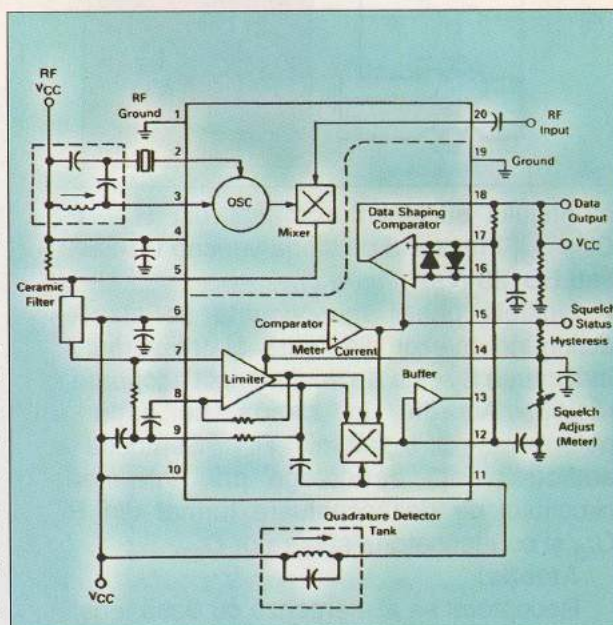 RF
VCC
RF
Ground
1
2
3
4
5
6
7
8
9
10
OSC
Mixer
Ceramic
Filter
20
RF
Input
19
Ground
18
Data
Output
Data Shaping
Comparator
17
VCC
16
15
Squelch
Status
Hysteresis
Comparator
Meter Current
14
Limiter
Buffer
13
Squelch
Adjust
(Meter)
12
11
Quadrature Detector
Tank
VCC
+
-
-
+